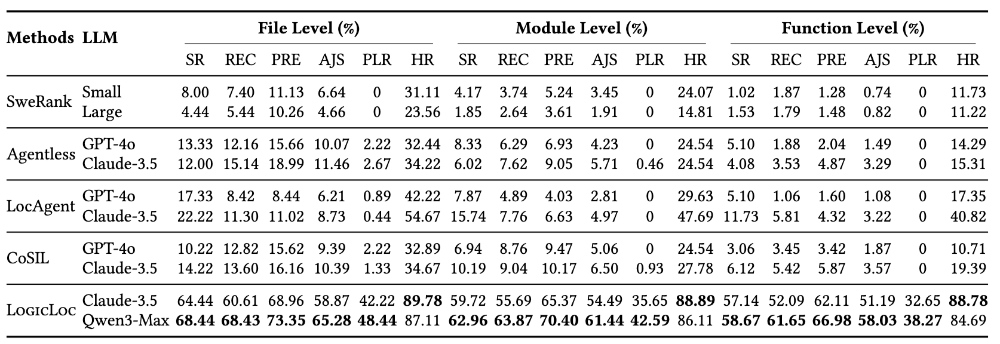 Methods LLM File Level (%) Module Level (%) Function Level (%)
SR REC PRE AJS PLR HR SR REC PRE AJS PLR HR SR REC PRE AJS PLR HR
SweRank
Small 8.00 7.40 11.13 6.64 0 31.11 4.17 3.74 5.24 3.45 0 24.07 1.02 1.87 1.28 0.74 0 11.73
Large 4.44 5.44 10.26 4.66 0 23.56 1.85 2.64 3.61 1.91 0 14.81 1.53 1.79 1.48 0.82 0 11.22
Agentless
GPT-4o 13.33 12.16 15.66 10.07 2.22 32.44 8.33 6.29 6.93 4.23 0 24.54 5.10 1.88 2.04 1.49 0 14.29
Claude-3.5 12.00 15.14 18.99 11.46 2.67 34.22 6.02 7.62 9.05 5.71 0.46 24.54 4.08 3.53 4.87 3.29 0 15.31
LocAgent
GPT-4o 17.33 8.42 8.44 6.21 0.89 42.22 7.87 4.89 4.03 2.81 0 29.63 5.10 1.06 1.60 1.08 0 17.35
Claude-3.5 22.22 11.30 11.02 8.73 0.44 54.67 15.74 7.76 6.63 4.97 0 47.69 11.73 5.81 4.32 3.22 0 40.82
CoSIL
GPT-4o 10.22 12.82 15.62 9.39 2.22 32.89 6.94 8.76 9.47 5.06 0 24.54 3.06 3.45 3.42 1.87 0 10.71
Claude-3.5 14.22 13.60 16.16 10.39 1.33 34.67 10.19 9.04 10.17 6.50 0.93 27.78 6.12 5.42 5.87 3.57 0 19.39
LogicLoc
Claude-3.5 64.44 60.61 68.96 58.87 42.22 89.78 59.72 55.69 65.37 54.49 35.65 88.89 57.14 52.09 62.11 51.19 32.65 88.78
Qwen3-Max 68.44 68.43 73.35 65.28 48.44 87.11 62.96 63.87 70.40 61.44 42.59 86.11 58.67 61.65 66.98 58.03 38.27 84.69